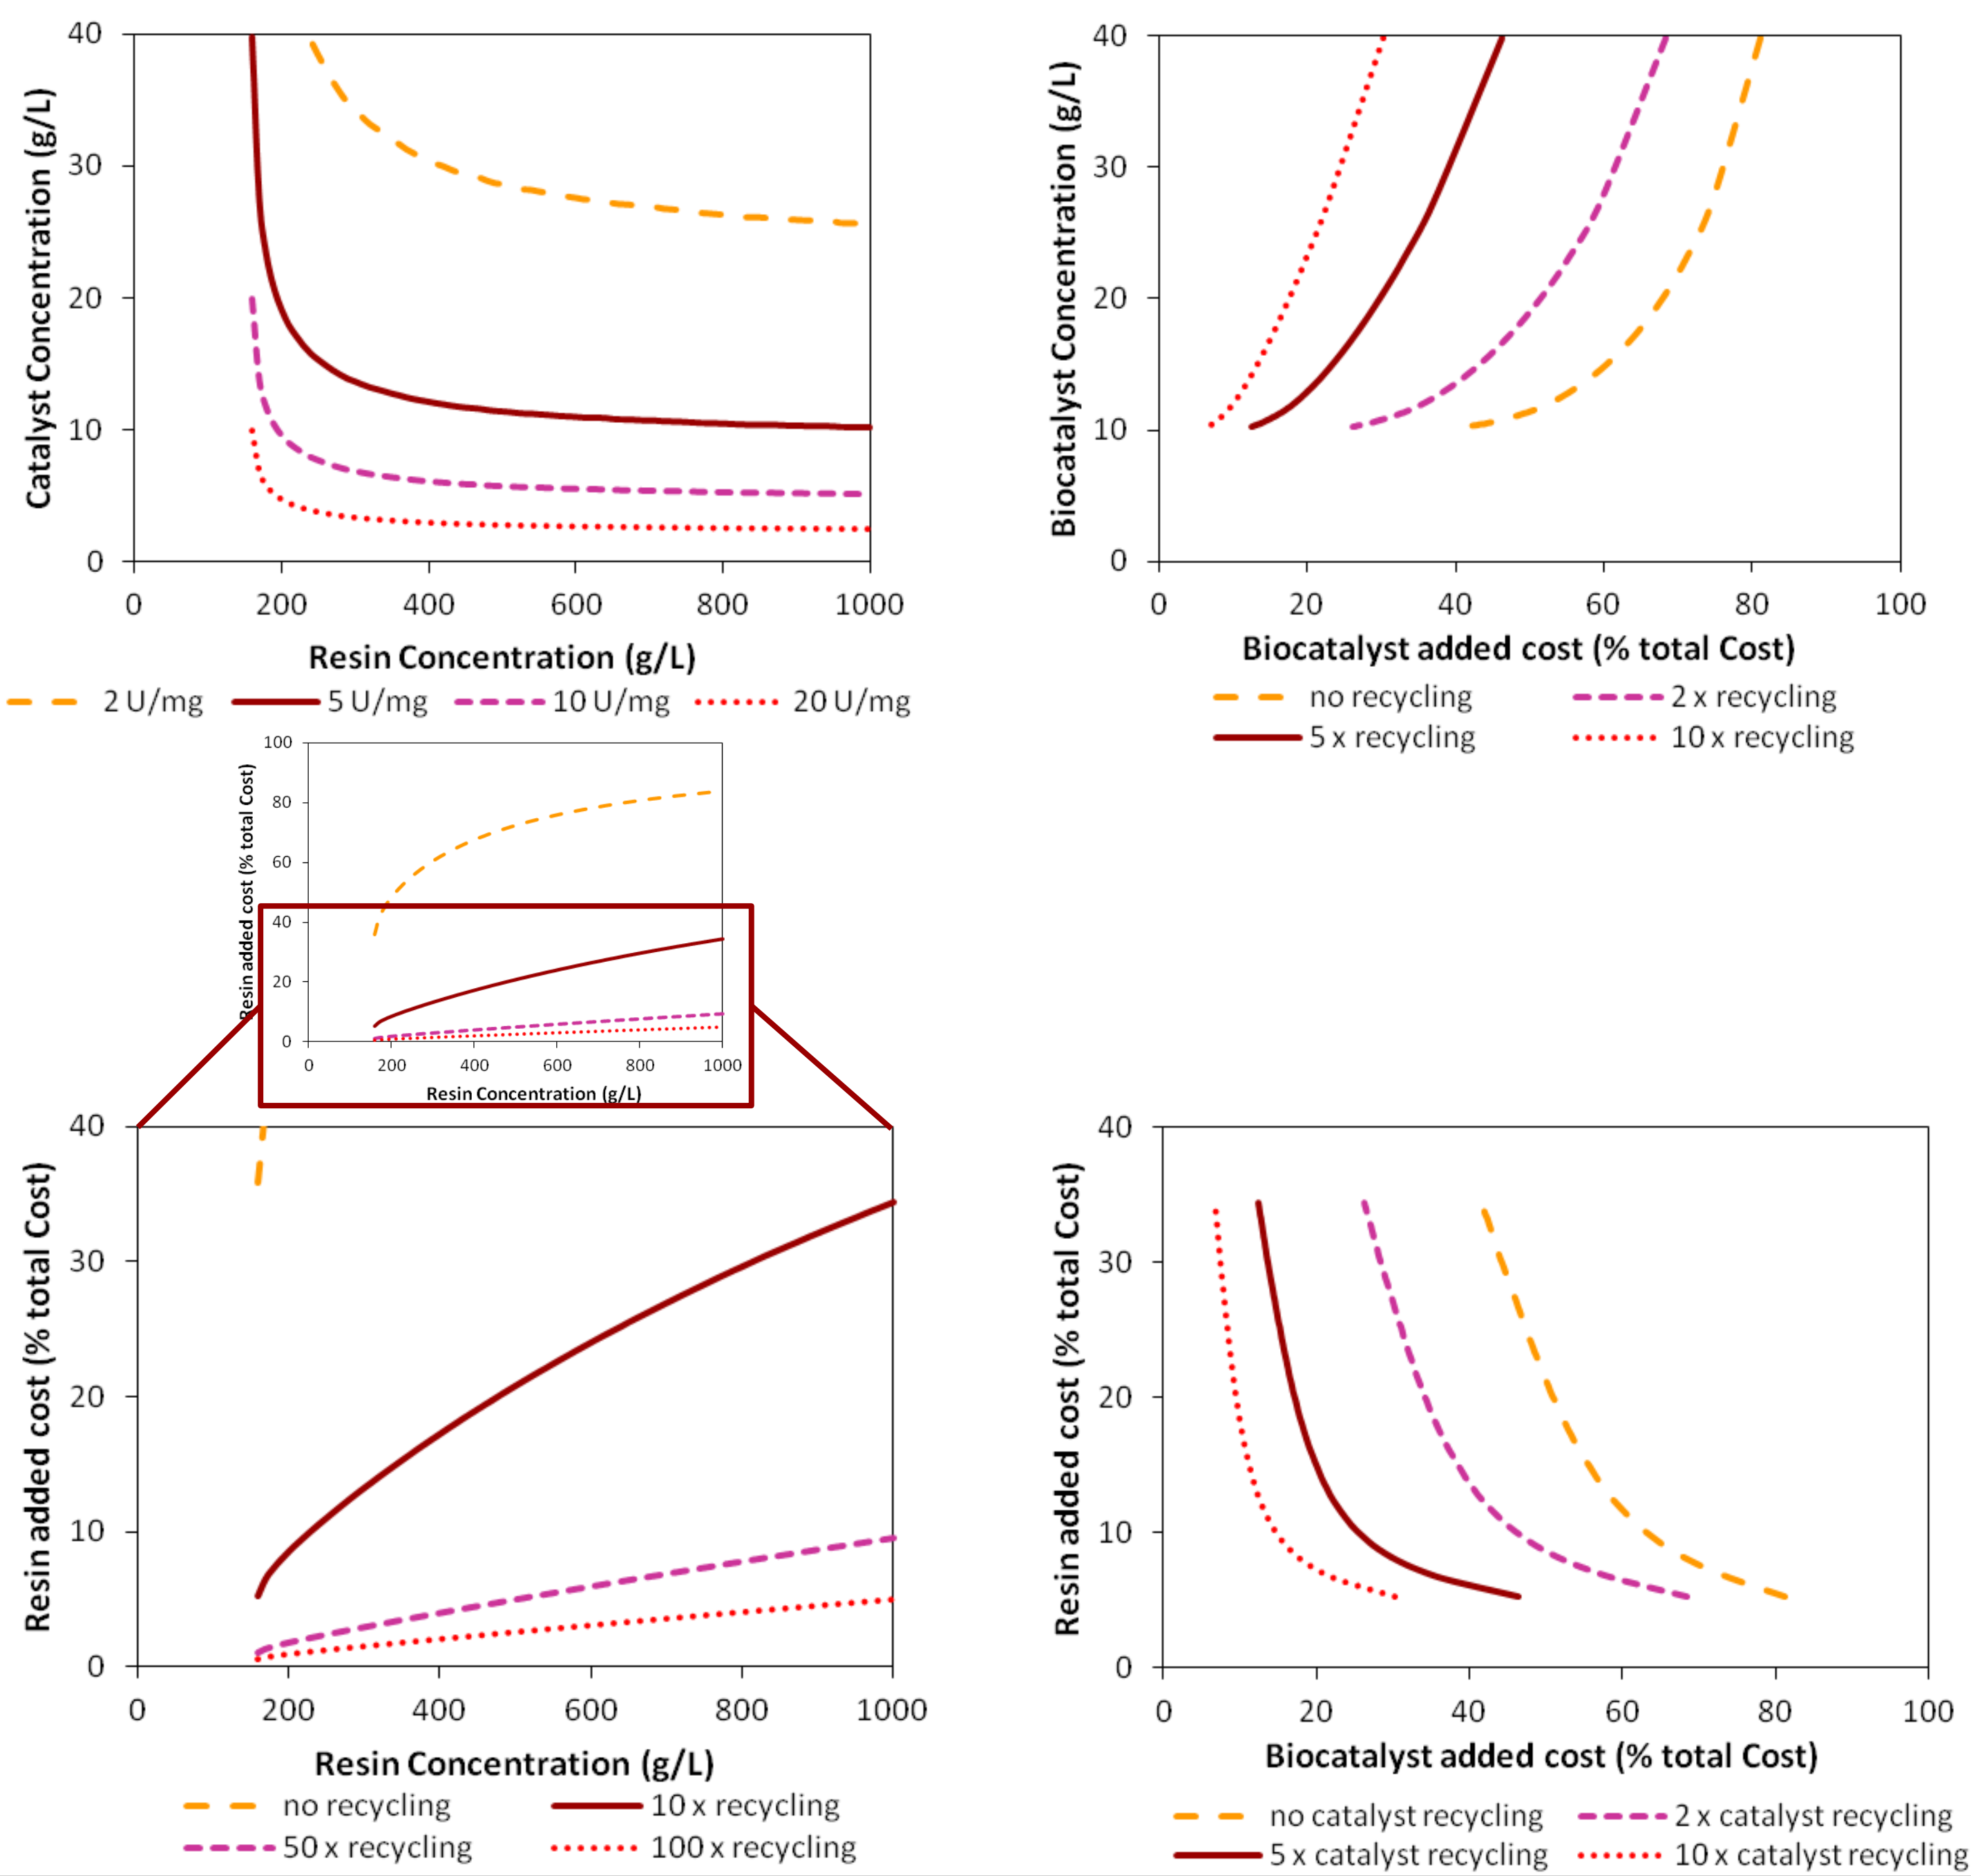 Catalyst Concentration (g/L)
40
30
20
10
0
0 200 400 600 800 1000
Resin Concentration (g/L)
2 U/mg 5 U/mg 10 U/mg 20 U/mg
Biocatalyst Concentration (g/L)
40
30
20
10
0
0 20 40 60 80 100
Biocatalyst added cost (% total Cost)
no recycling 2 x recycling
5 x recycling 10 x recycling
Resin added cost (% total Cost)
100
80
60
40
20
0
0 200 400 600 800 1000
Resin Concentration (g/L)
Resin added cost (% total Cost)
40
30
20
10
0
0 200 400 600 800 1000
Resin Concentration (g/L)
no recycling 10 x recycling
50 x recycling 100 x recycling
Resin added cost (% total Cost)
40
30
20
10
0
0 20 40 60 80 100
Biocatalyst added cost (% total Cost)
no catalyst recycling 2 x catalyst recycling
5 x catalyst recycling 10 x catalyst recycling